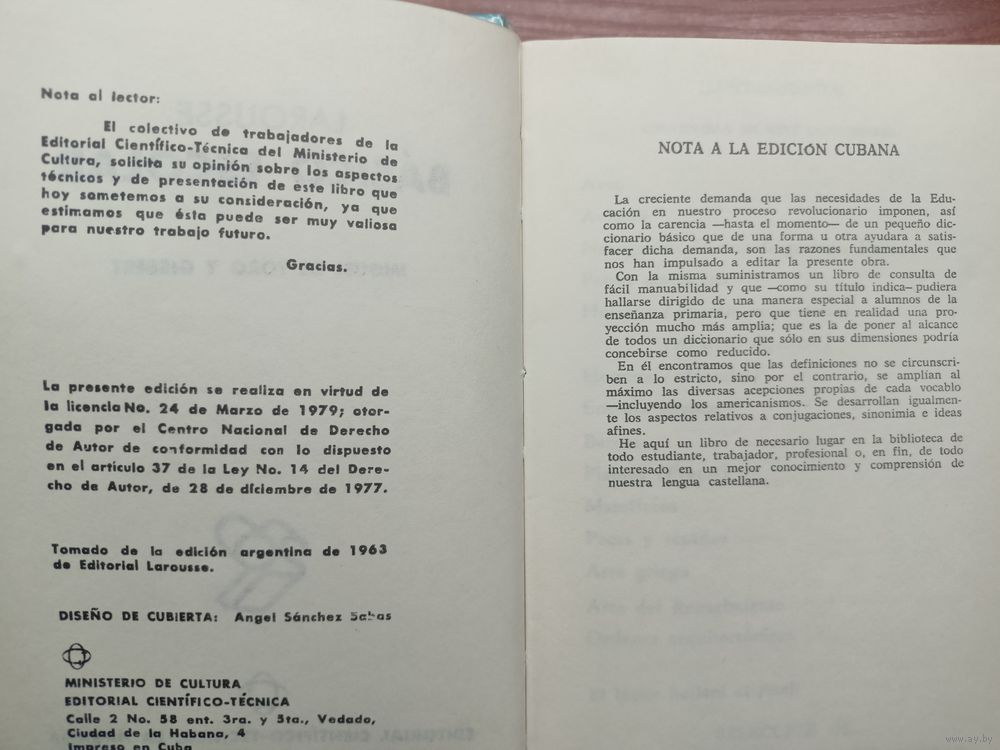 Nota al lector:
El colectivo de trabajadores de la
Editorial Científico-Técnica del Ministerio de
Cultura, solicita su opinión sobre los aspectos
técnicos y de presentación de este libro que
hoy sometemos a su consideración, ya que
estimamos que ésta puede ser muy valiosa
para nuestro trabajo futuro.
Gracias.
La presente edición se realiza en virtud de
la licencia No. 24 de Marzo de 1979; otor-
gada por el Centro Nacional de Derecho
de Autor de conformidad con lo dispuesto
en el artículo 37 de la Ley No. 14 del Dere-
cho de Autor, de 28 de diciembre de 1977.
Tomado de la edición argentina de 1963
de Editorial Larousse.
DISEÑO DE CUBIERTA: Angel Sánchez
MINISTERIO DE CULTURA
EDITORIAL CIENTÍFICO-TÉCNICA
Calle 2 No. 58 ent. 3ra. y 5ta., Vedado,
Ciudad de la Habana, 4
Impreso en Cuba
NOTA A LA EDICIÓN CUBANA
La creciente demanda que las necesidades de la Edu-
cación en nuestro proceso revolucionario imponen, así
como la carencia —hasta el momento— de un pequeño dic-
cionario básico que de una forma u otra ayudara a satis-
facer dicha demanda, son las razones fundamentales que
nos han impulsado a editar la presente obra.
Con la misma suministramos un libro de consulta de
fácil manuabilidad y que —como su título indica— pudiera
hallarse dirigido de una manera especial a alumnos de la
enseñanza primaria, pero que tiene en realidad una pro-
yección mucho más amplia; que es la de poner al alcance
de todos un diccionario que sólo en sus dimensiones podría
concebirse como reducido.
En él encontramos que las definiciones no se circunscri-
ben a lo estricto, sino por el contrario, se amplían al
máximo las diversas acepciones propias de cada vocablo
—incluyendo los americanismos. Se desarrollan igualmen-
te los aspectos relativos a conjugaciones, sinonimia e ideas
afines.
He aquí un libro de necesario lugar en la biblioteca de
todo estudiante, trabajador, profesional o, en fin, de todo
interesado en un mejor conocimiento y comprensión de
nuestra lengua castellana.
www.ay.by